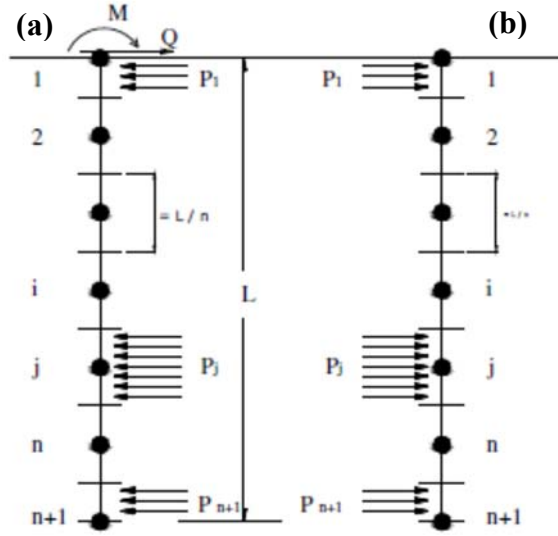 (a) M Q (b)
1 P1 P1 1
2 2
= L / n
i L i
j Pj Pj j
n n
n+1 P n+1 P n+1 n+1